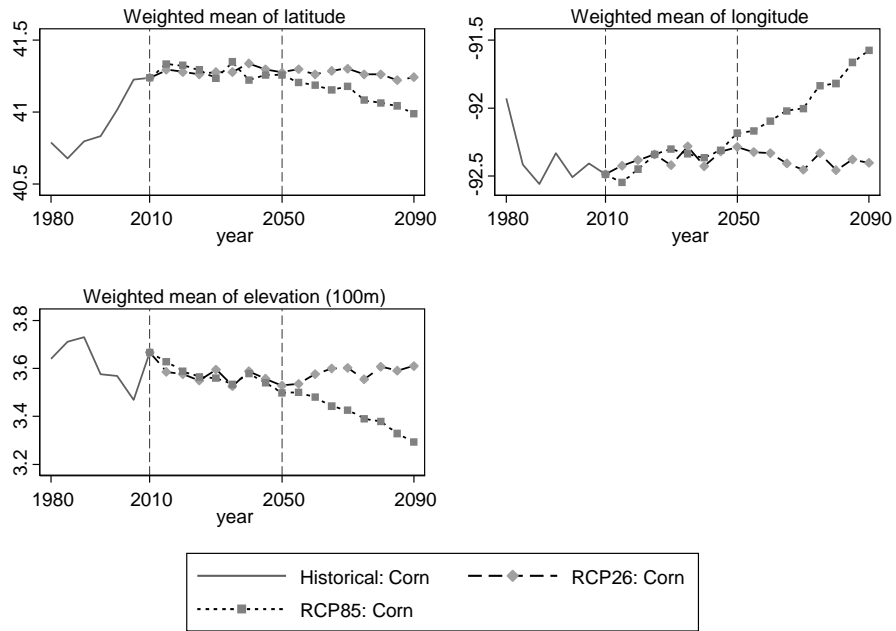 Weighted mean of latitude
41.5
41
40.5
1980 2010 2050 2090
year
Weighted mean of longitude
-91.5
-92
-92.5
1980 2010 2050 2090
year
Weighted mean of elevation (100m)
3.8
3.6
3.4
3.2
1980 2010 2050 2090
year
Historical: Corn RCP26: Corn
RCP85: Corn